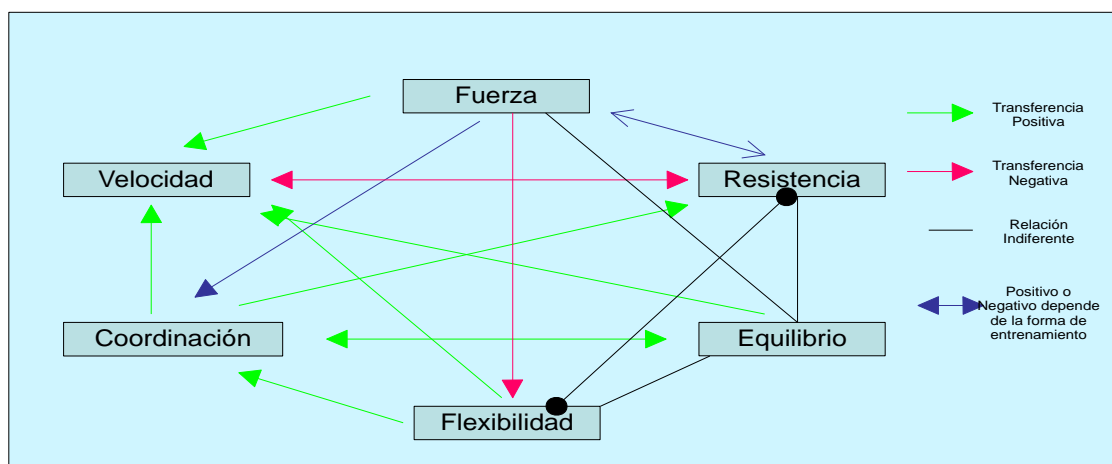 Fuerza
Transferencia
Positiva
Velocidad
Resistencia
Transferencia
Negativa
Relación
Indiferente
Coordinación
Equilibrio
Positivo o
Negativo depende
de la forma de
entrenamiento
Flexibilidad